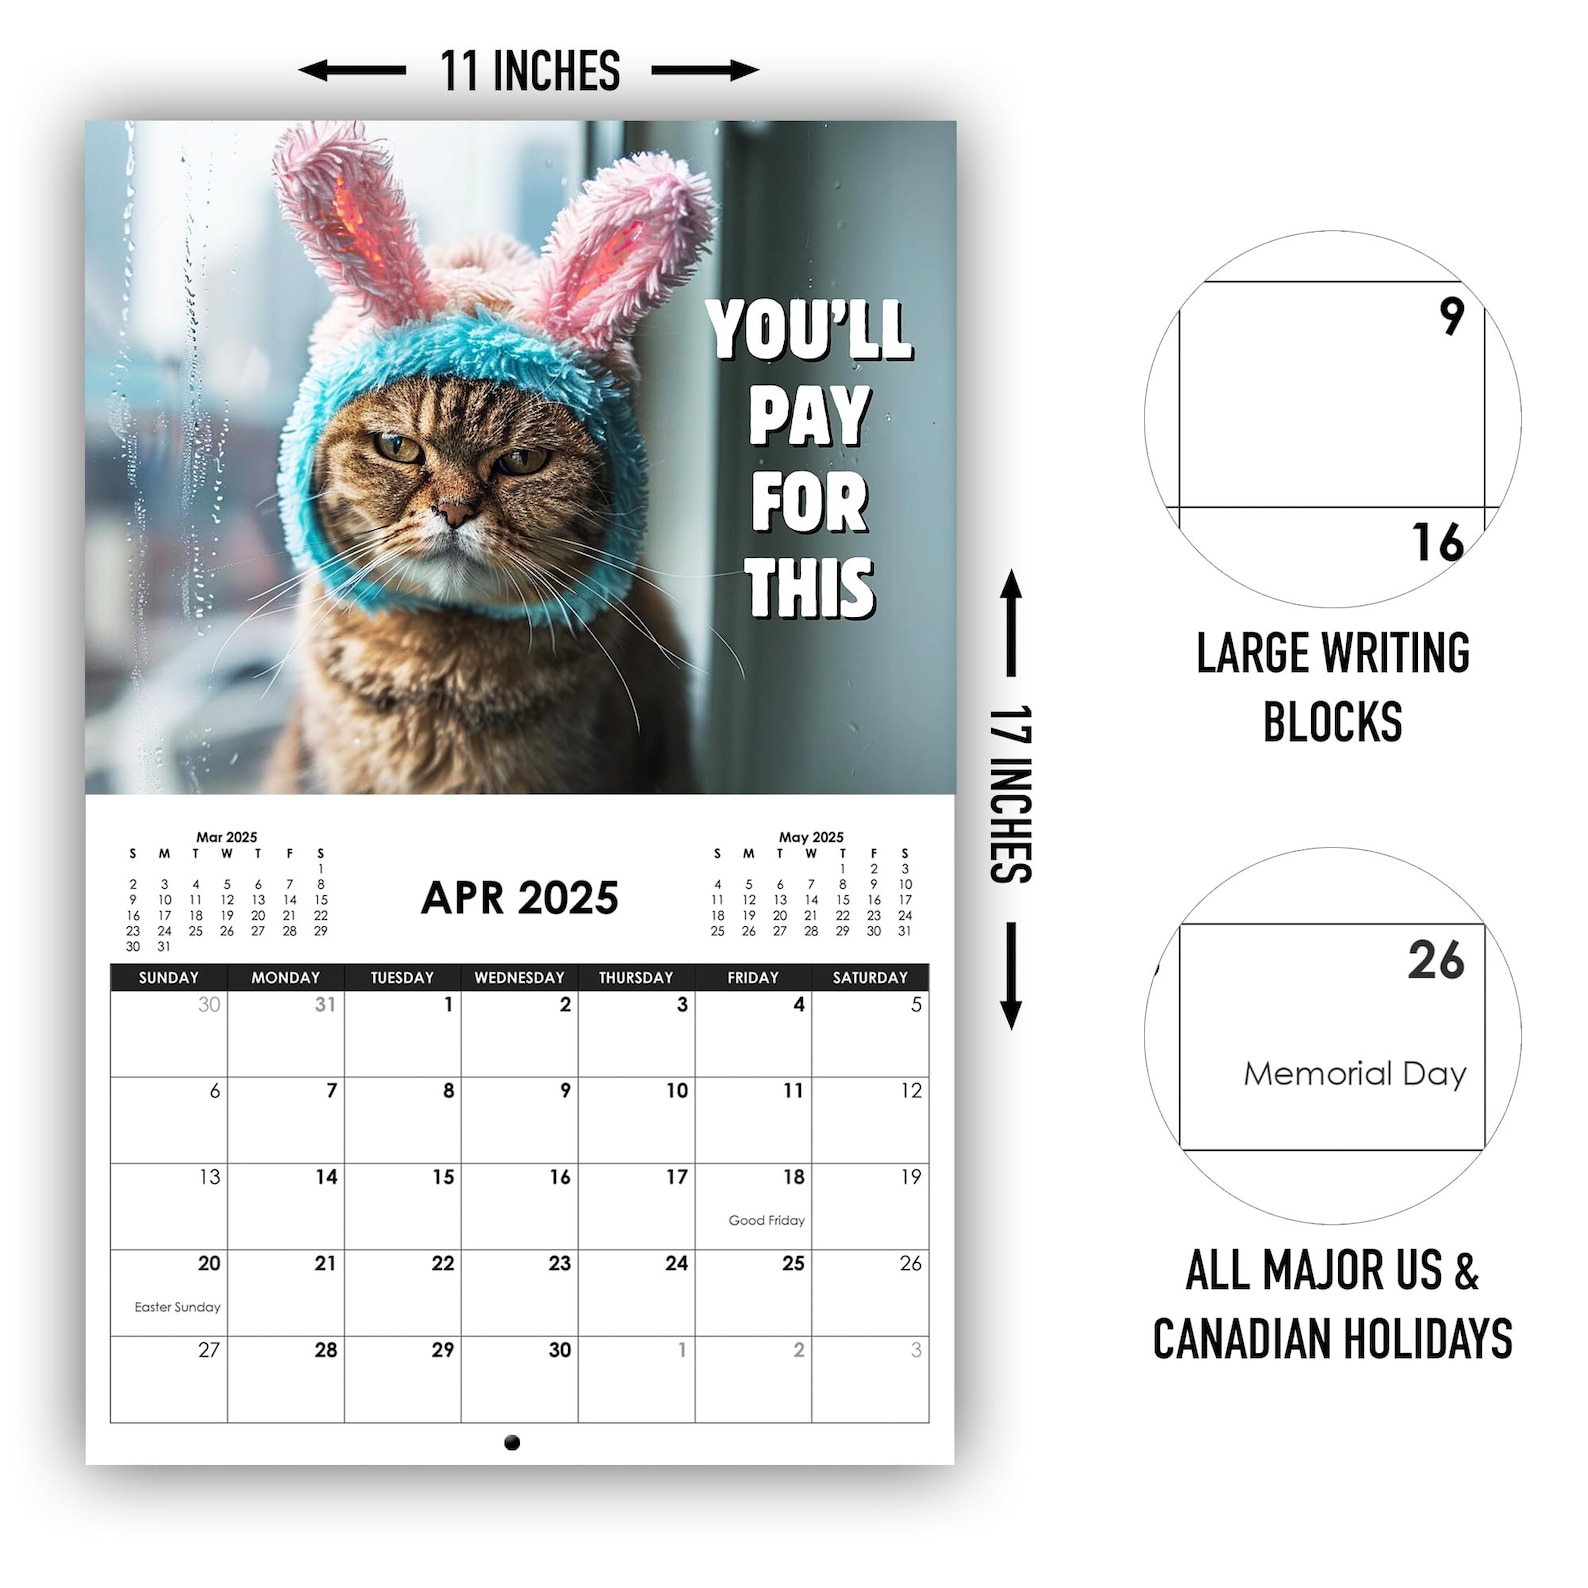 11 INCHES
YOU'LL
PAY
FOR
THIS
Mar 2025
S M T W T F S
1
2 3 4 5 6 7 8
9 10 11 12 13 14 15
16 17 18 19 20 21 22
23 24 25 26 27 28 29
30 31
APR 2025
May 2025
S M T W T F S
1 2 3
4 5 6 7 8 9 10
11 12 13 14 15 16 17
18 19 20 21 22 23 24
25 26 27 28 29 30 31
SUNDAY MONDAY TUESDAY WEDNESDAY THURSDAY FRIDAY SATURDAY
30 31 1 2 3 4 5
6 7 8 9 10 11 12
13 14 15 16 17 18 19
Good Friday
20 21 22 23 24 25 26
Easter Sunday
27 28 29 30 1 2 3
17 INCHES
9
16
LARGE WRITING
BLOCKS
26
Memorial Day
ALL MAJOR US &
CANADIAN HOLIDAYS